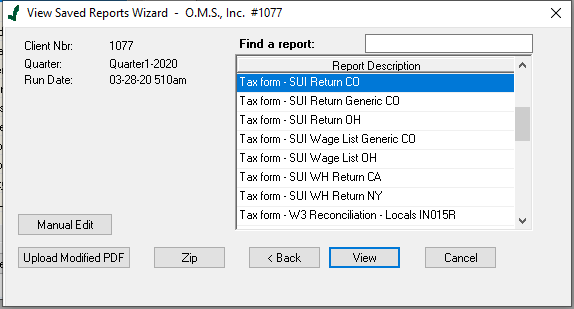 View Saved Reports Wizard - O.M.S., Inc. #1077
Client Nbr: 1077
Quarter: Quarter1-2020
Run Date: 03-28-20 510am
Find a report:
Report Description
Tax form - SUI Return CO
Tax form - SUI Return Generic CO
Tax form - SUI Return OH
Tax form - SUI Wage List Generic CO
Tax form - SUI Wage List OH
Tax form - SUI WH Return CA
Tax form - SUI WH Return NY
Tax form - W3 Reconciliation - Locals IN015R
Manual Edit
Upload Modified PDF
Zip
< Back
View
Cancel